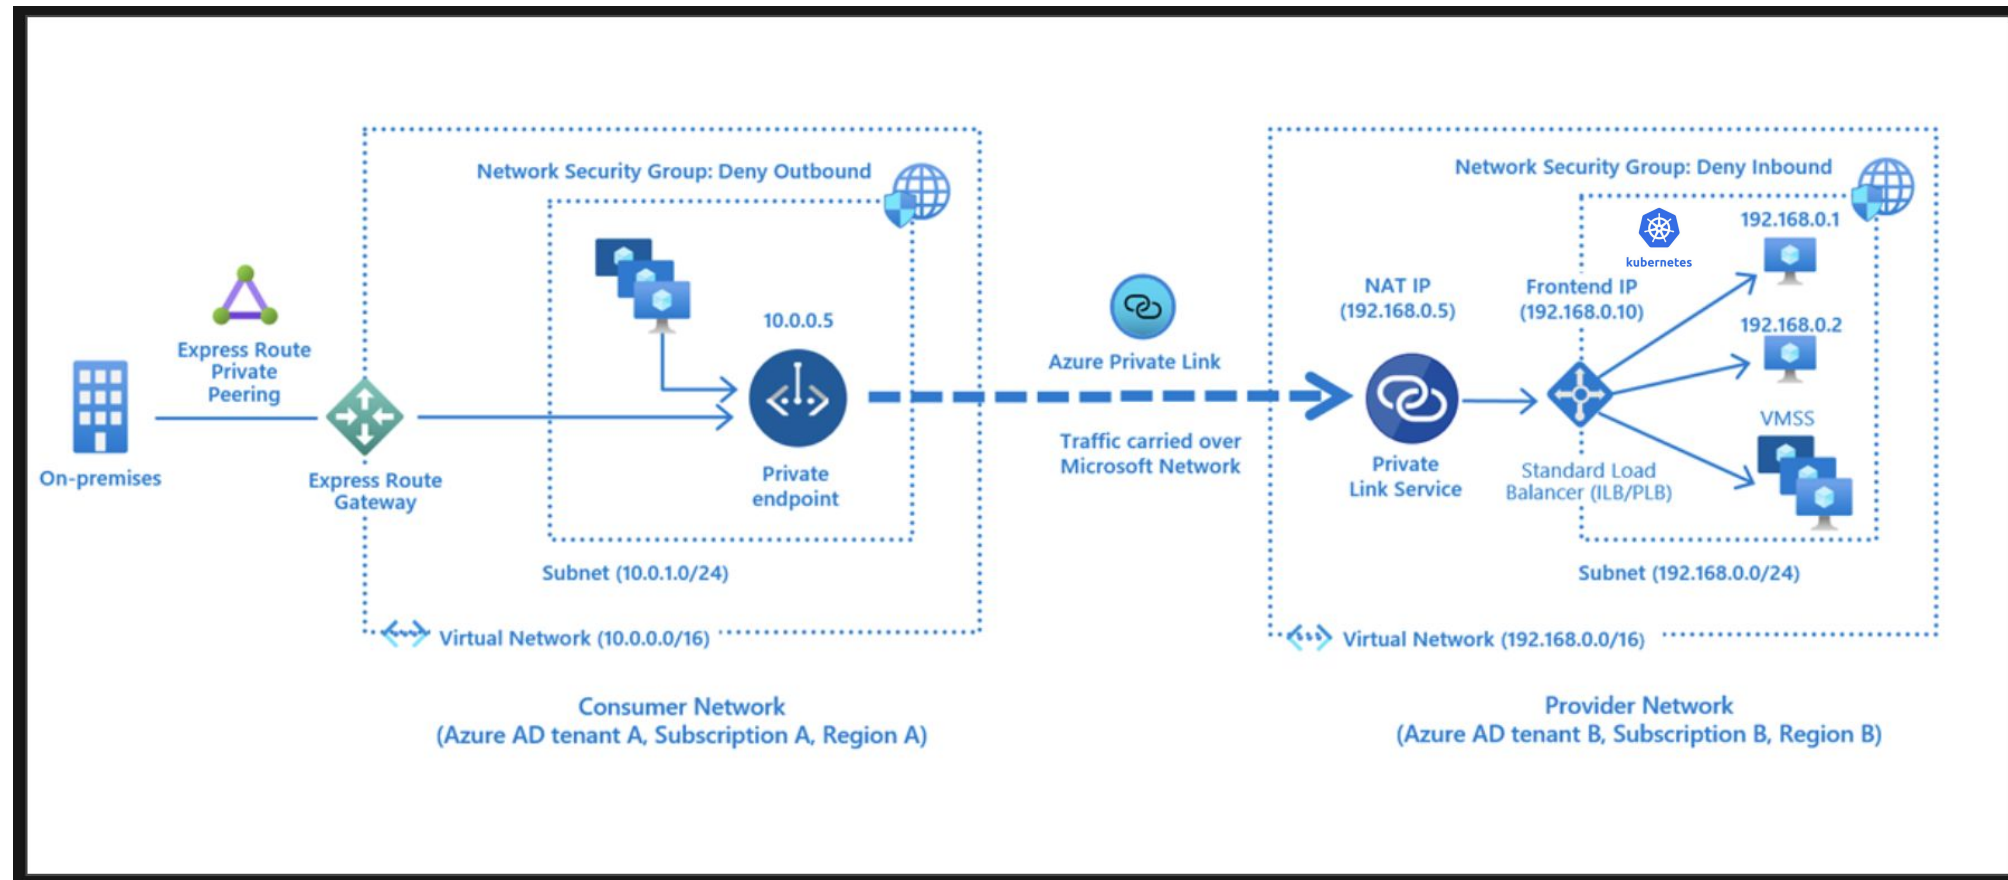 Network Security Group: Deny Outbound
10.0.0.5
Express Route
Private
Peering
On-premises
Express Route
Gateway
Private
endpoint
Subnet (10.0.1.0/24)
Virtual Network (10.0.0.0/16)
Consumer Network
(Azure AD tenant A, Subscription A, Region A)
Azure Private Link
Traffic carried over
Microsoft Network
Network Security Group: Deny Inbound
kubernetes
192.168.0.1
NAT IP
(192.168.0.5)
Frontend IP
(192.168.0.10)
192.168.0.2
VMSS
Private
Link Service
Standard Load
Balancer (ILB/PLB)
Subnet (192.168.0.0/24)
Virtual Network (192.168.0.0/16)
Provider Network
(Azure AD tenant B, Subscription B, Region B)